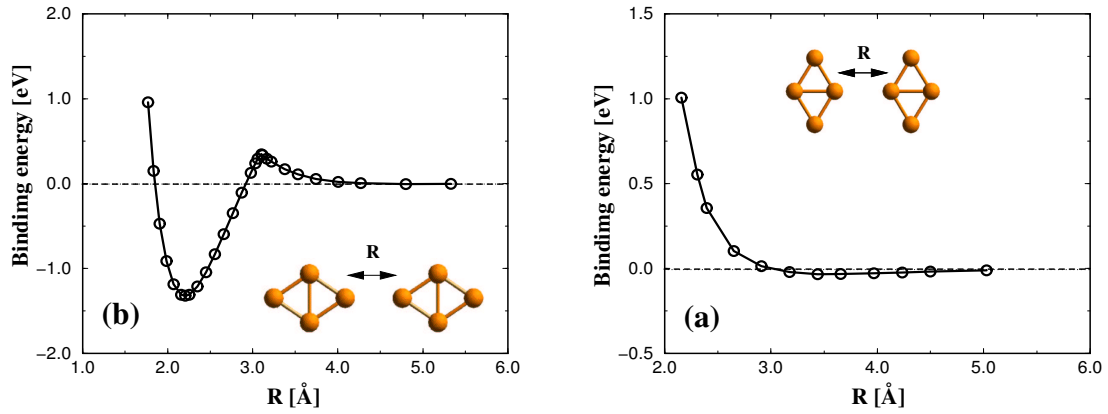 2.0
1.0
0.0
−1.0
−2.0
Bindimg energy [eV]
R
(b)
1.0 2.0 3.0 4.0 5.0 6.0
R [Å]
1.5
1.0
0.5
0.0
−0.5
Bindimg energy [eV]
R
(a)
2.0 3.0 4.0 5.0 6.0
R [Å]